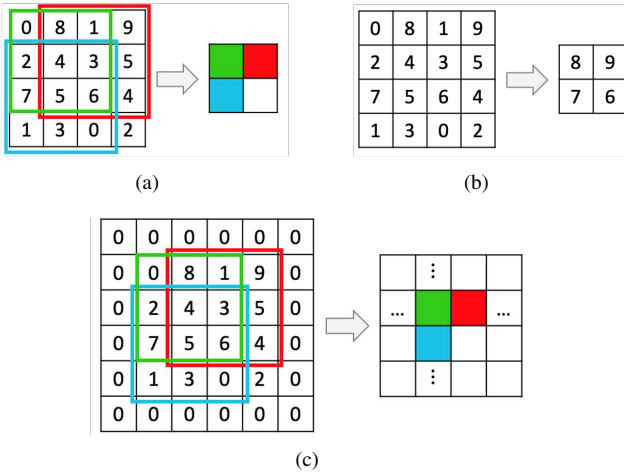 0 8 1 9
2 4 3 5
7 5 6 4
1 3 0 2
(a)
0 8 1 9
2 4 3 5
7 5 6 4
1 3 0 2
8 9
7 6
(b)
0 0 0 0 0 0
0 0 8 1 9 0
0 2 4 3 5 0
0 7 5 6 4 0
0 1 3 0 2 0
0 0 0 0 0 0
⋮
... ...
⋮
(c)